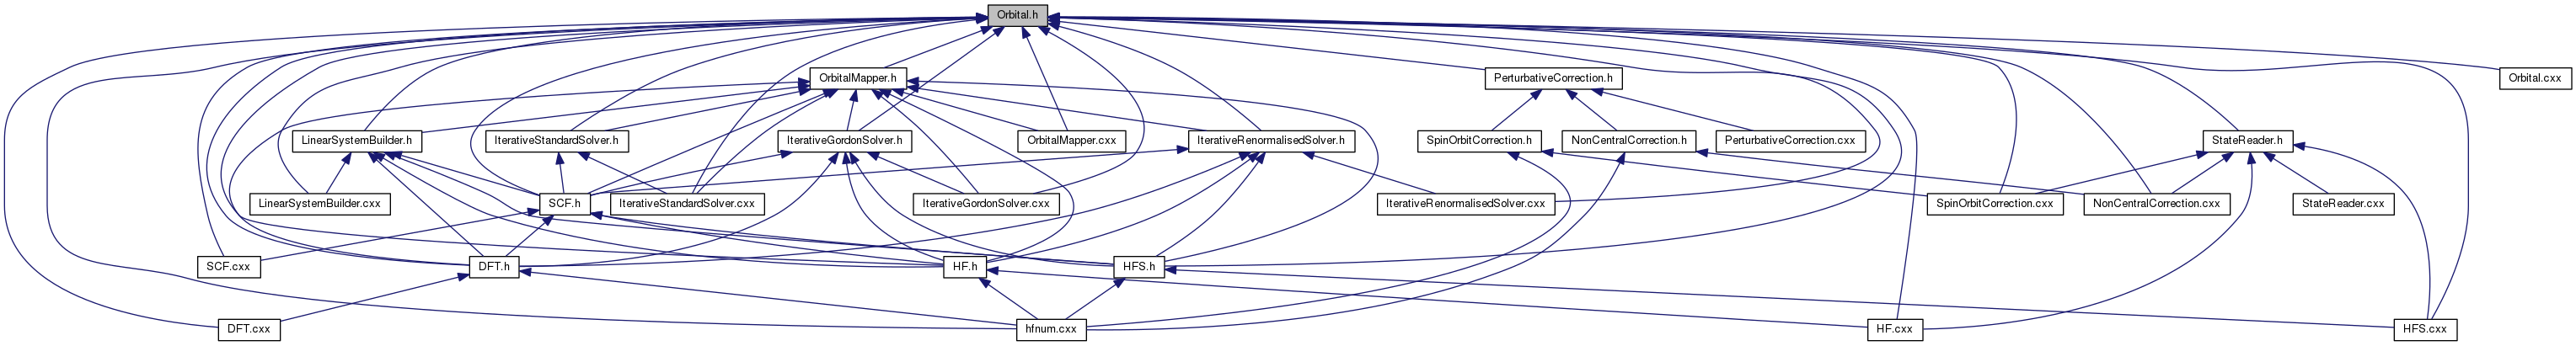 Orbital.h
OrbitalMapper.h
PerturbativeCorrection.h
Orbital.cxx
LinearSystemBuilder.h
IterativeStandardSolver.h
IterativeGordonSolver.h
OrbitalMapper.cxx
IterativeRenormalisedSolver.h
SpinOrbitCorrection.h
NonCentralCorrection.h
PerturbativeCorrection.cxx
StateReader.h
LinearSystemBuilder.cxx
SCF.h
IterativeStandardSolver.cxx
IterativeGordonSolver.cxx
IterativeRenormalisedSolver.cxx
SpinOrbitCorrection.cxx
NonCentralCorrection.cxx
StateReader.cxx
SCF.cxx
DFT.h
HF.h
HFS.h
DFT.cxx
hfnum.cxx
HF.cxx
HFS.cxx